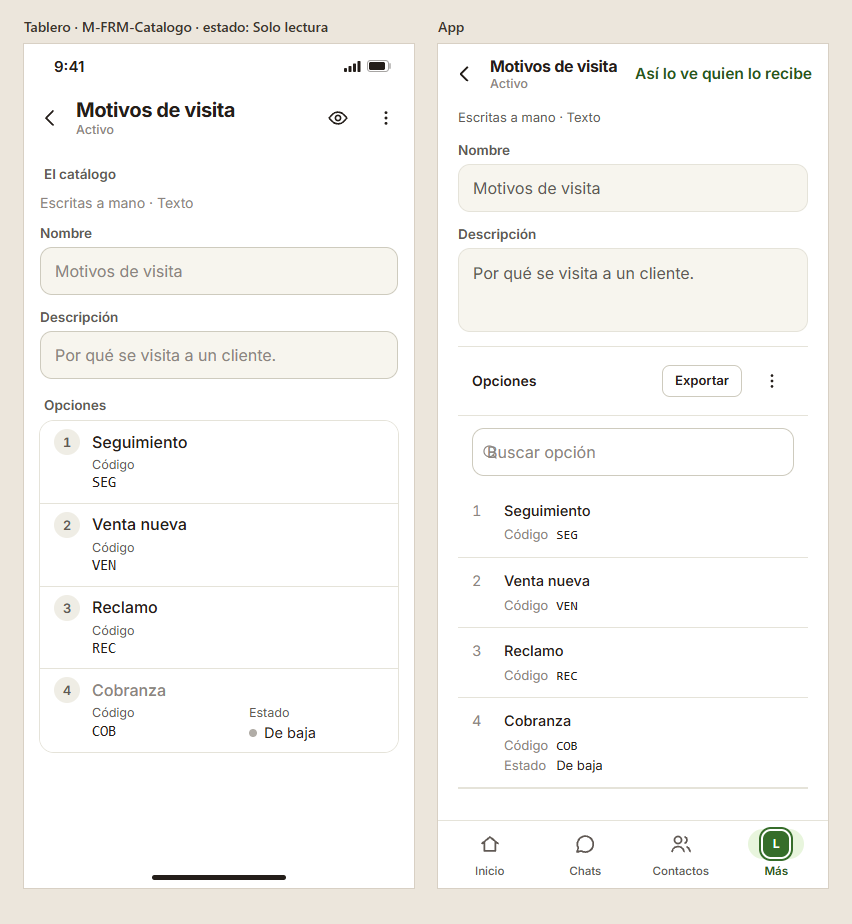 Tablero · M-FRM-Catalogo · estado: Solo lectura
9:41
Motivos de visita
Activo
El catálogo
Escritas a mano · Texto
Nombre
Motivos de visita
Descripción
Por qué se visita a un cliente.
Opciones
1 Seguimiento
Código
SEG
2 Venta nueva
Código
VEN
3 Reclamo
Código
REC
4 Cobranza
Código Estado
COB De baja
App
Motivos de visita
Activo
Así lo ve quien lo recibe
Escritas a mano · Texto
Nombre
Motivos de visita
Descripción
Por qué se visita a un cliente.
Opciones Exportar
Buscar opción
1 Seguimiento
Código SEG
2 Venta nueva
Código VEN
3 Reclamo
Código REC
4 Cobranza
Código COB
Estado De baja
L
Inicio Chats Contactos Más